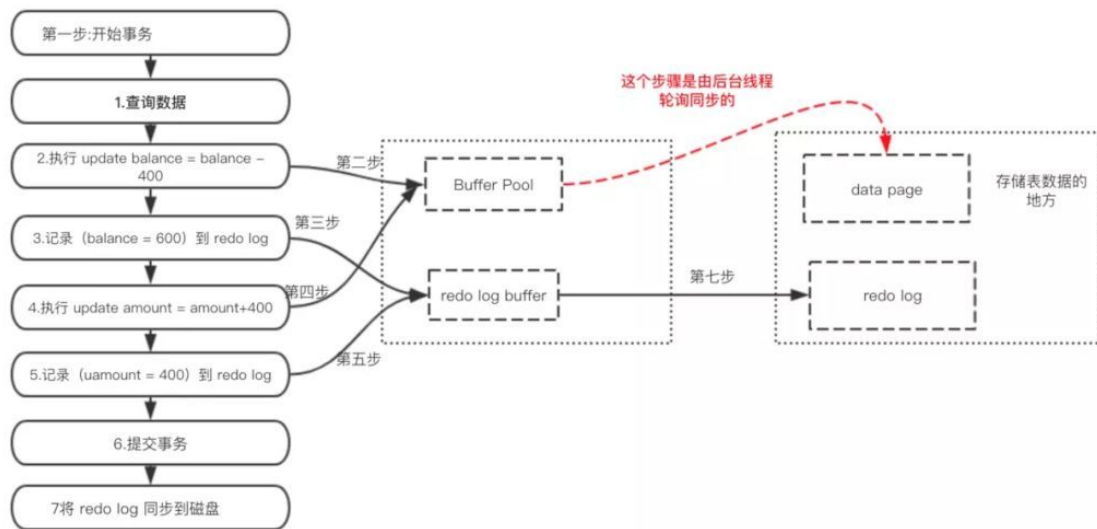 第一步:开始事务
1.查询数据
2.执行 update balance = balance –
400
3.记录（balance = 600）到 redo log
4.执行 update amount = amount+400
5.记录（uamount = 400）到 redo log
6.提交事务
7将 redo log 同步到磁盘
第二步
第三步
第四步
第五步
Buffer Pool
redo log buffer
这个步骤是由后台线程
轮询同步的
第七步
data page
存储表数据的
地方
redo log